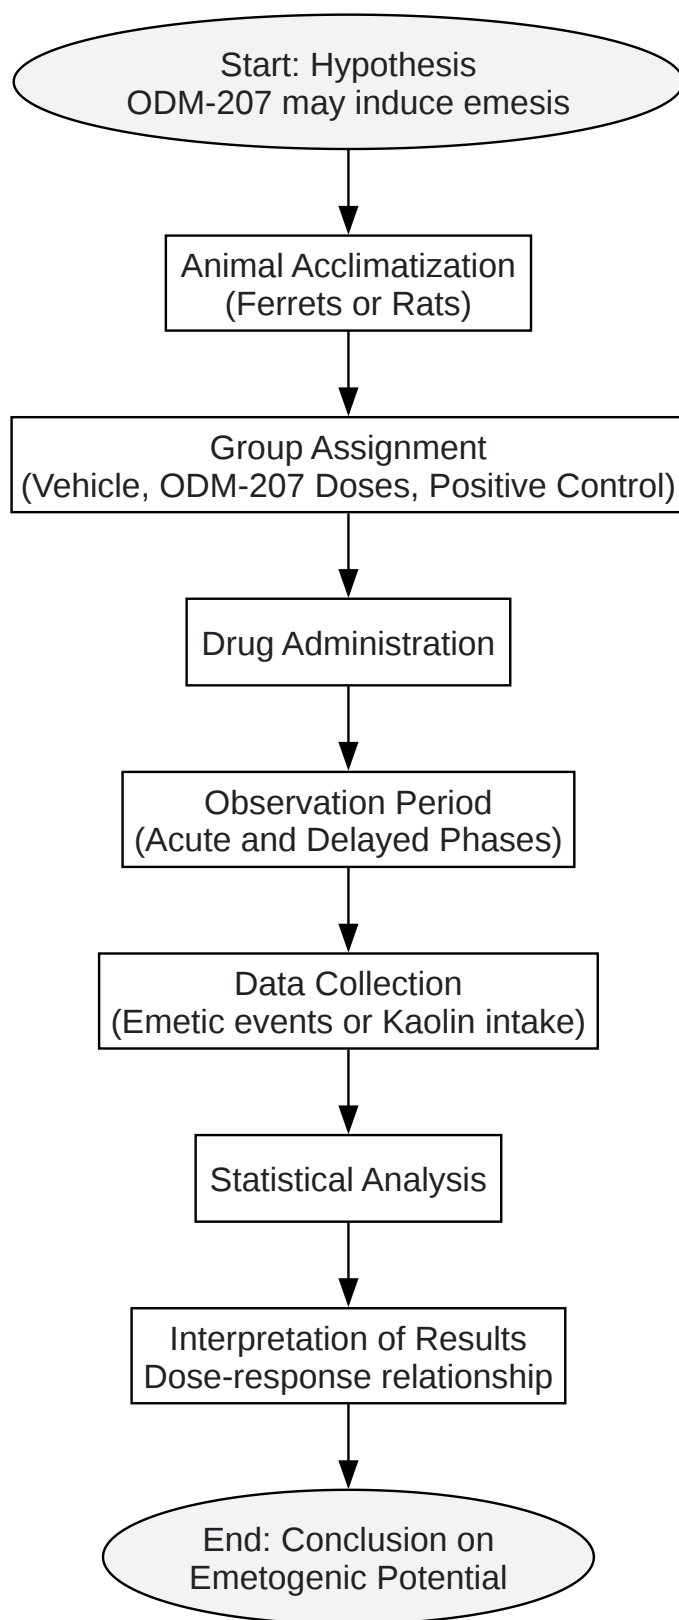 Start: Hypothesis
ODM-207 may induce emesis
Animal Acclimatization
(Ferrets or Rats)
Group Assignment
(Vehicle, ODM-207 Doses, Positive Control)
Drug Administration
Observation Period
(Acute and Delayed Phases)
Data Collection
(Emetic events or Kaolin intake)
Statistical Analysis
Interpretation of Results
Dose-response relationship
End: Conclusion on
Emetogenic Potential